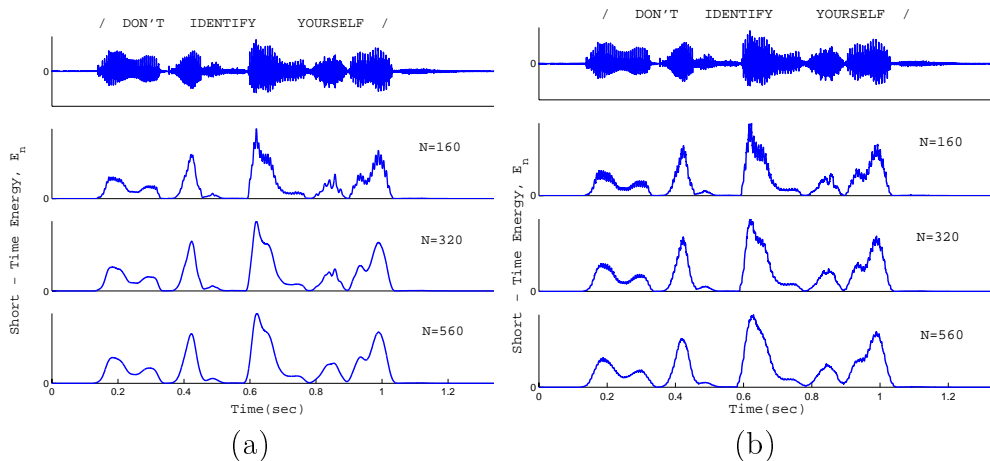 / DON'T IDENTIFY YOURSELF /
0
N=160
0
N=320
0
N=560
0
Short - Time Energy, E_n
0 0.2 0.4 0.6 0.8 1 1.2
Time(sec)
(a)
/ DON'T IDENTIFY YOURSELF /
0
N=160
0
N=320
0
N=560
0
Short - Time Energy, E_n
0 0.2 0.4 0.6 0.8 1 1.2
Time(sec)
(b)